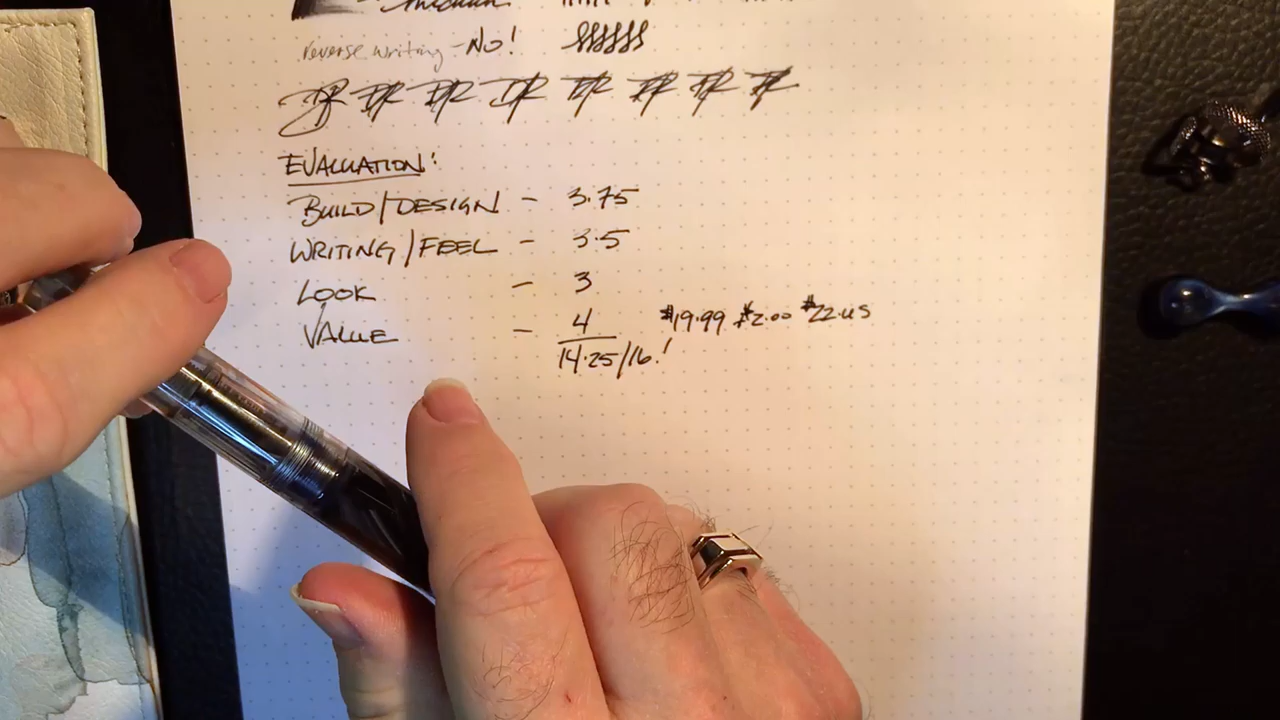 medium
reverse writing - No!
EVALUATION:
BUILD/DESIGN - 3.75
WRITING/FEEL - 3.5
LOOK - 3
VALUE - 4 $19.99 $2.00 $22 US
14.25/16!